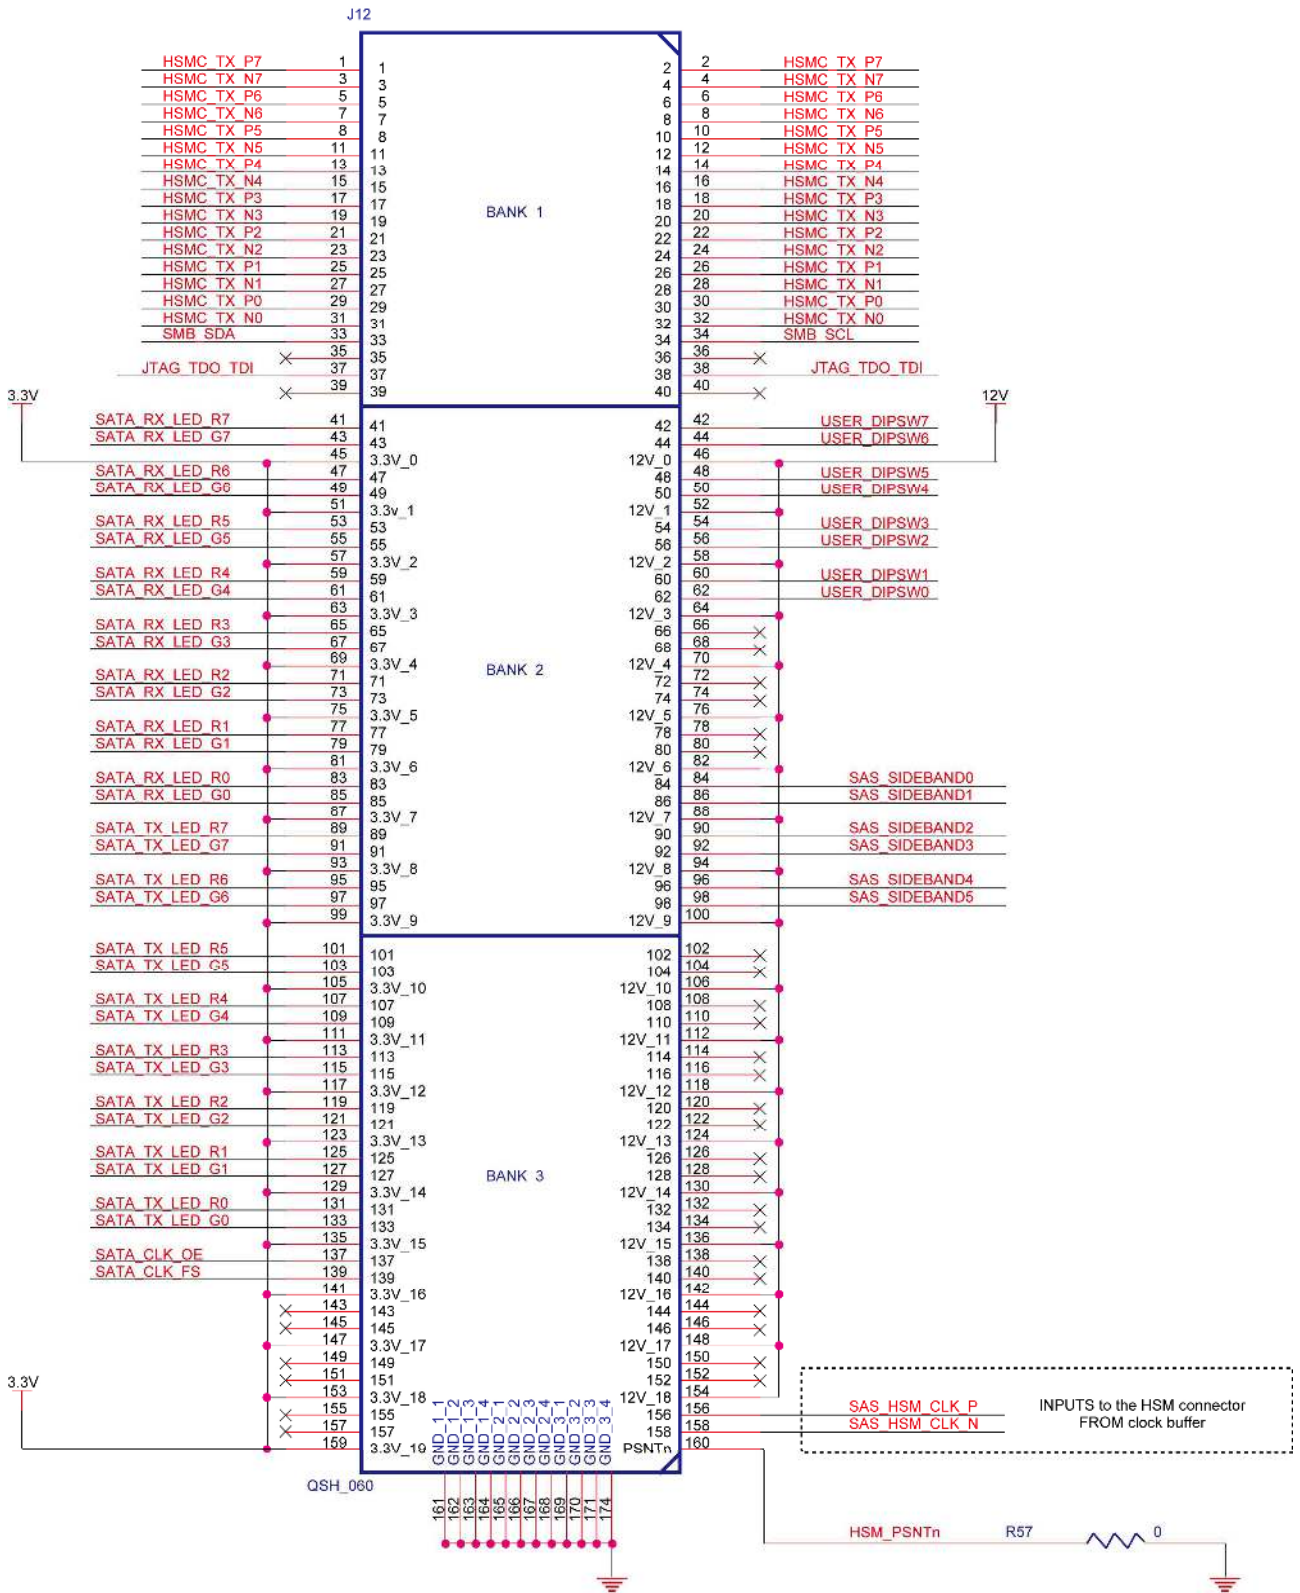 J12
HSMC_TX_P7 1 1 2 2 HSMC_TX_P7
HSMC_TX_N7 3 3 4 4 HSMC_TX_N7
HSMC_TX_P6 5 5 6 6 HSMC_TX_P6
HSMC_TX_N6 7 7 8 8 HSMC_TX_N6
HSMC_TX_P5 8 8 10 10 HSMC_TX_P5
HSMC_TX_N5 11 11 12 12 HSMC_TX_N5
HSMC_TX_P4 13 13 14 14 HSMC_TX_P4
HSMC_TX_N4 15 15 16 16 HSMC_TX_N4
HSMC_TX_P3 17 17 18 18 HSMC_TX_P3
BANK 1
HSMC_TX_N3 19 19 20 20 HSMC_TX_N3
HSMC_TX_P2 21 21 22 22 HSMC_TX_P2
HSMC_TX_N2 23 23 24 24 HSMC_TX_N2
HSMC_TX_P1 25 25 26 26 HSMC_TX_P1
HSMC_TX_N1 27 27 28 28 HSMC_TX_N1
HSMC_TX_P0 29 29 30 30 HSMC_TX_P0
HSMC_TX_N0 31 31 32 32 HSMC_TX_N0
SMB_SDA 33 33 34 34 SMB_SCL
35 35 36 36
JTAG_TDO_TDI 37 37 38 38 JTAG_TDO_TDI
39 39 40 40
3.3V 12V
SATA_RX_LED_R7 41 41 42 42 USER_DIPSW7
SATA_RX_LED_G7 43 43 44 44 USER_DIPSW6
45 3.3V_0 12V_0 46
SATA_RX_LED_R6 47 47 48 48 USER_DIPSW5
SATA_RX_LED_G6 49 49 50 50 USER_DIPSW4
51 3.3v_1 12V_1 52
SATA_RX_LED_R5 53 53 54 54 USER_DIPSW3
SATA_RX_LED_G5 55 55 56 56 USER_DIPSW2
57 3.3V_2 12V_2 58
SATA_RX_LED_R4 59 59 60 60 USER_DIPSW1
SATA_RX_LED_G4 61 61 62 62 USER_DIPSW0
63 3.3V_3 12V_3 64
SATA_RX_LED_R3 65 65 66 66
SATA_RX_LED_G3 67 67 68 68
69 3.3V_4 12V_4 70
BANK 2
SATA_RX_LED_R2 71 71 72 72
SATA_RX_LED_G2 73 73 74 74
75 3.3V_5 12V_5 76
SATA_RX_LED_R1 77 77 78 78
SATA_RX_LED_G1 79 79 80 80
81 3.3V_6 12V_6 82
SATA_RX_LED_R0 83 83 84 84 SAS_SIDEBAND0
SATA_RX_LED_G0 85 85 86 86 SAS_SIDEBAND1
87 3.3V_7 12V_7 88
SATA_TX_LED_R7 89 89 90 90 SAS_SIDEBAND2
SATA_TX_LED_G7 91 91 92 92 SAS_SIDEBAND3
93 3.3V_8 12V_8 94
SATA_TX_LED_R6 95 95 96 96 SAS_SIDEBAND4
SATA_TX_LED_G6 97 97 98 98 SAS_SIDEBAND5
99 3.3V_9 12V_9 100
SATA_TX_LED_R5 101 101 102 102
SATA_TX_LED_G5 103 103 104 104
105 3.3V_10 12V_10 106
SATA_TX_LED_R4 107 107 108 108
SATA_TX_LED_G4 109 109 110 110
111 3.3V_11 12V_11 112
SATA_TX_LED_R3 113 113 114 114
SATA_TX_LED_G3 115 115 116 116
117 3.3V_12 12V_12 118
SATA_TX_LED_R2 119 119 120 120
SATA_TX_LED_G2 121 121 122 122
123 3.3V_13 12V_13 124
SATA_TX_LED_R1 125 125 126 126
SATA_TX_LED_G1 127 127 128 128
BANK 3
129 3.3V_14 12V_14 130
SATA_TX_LED_R0 131 131 132 132
SATA_TX_LED_G0 133 133 134 134
135 3.3V_15 12V_15 136
SATA_CLK_OE 137 137 138 138
SATA_CLK_FS 139 139 140 140
141 3.3V_16 12V_16 142
143 143 144 144
145 145 146 146
147 3.3V_17 12V_17 148
149 149 150 150
151 151 152 152
3.3V
153 3.3V_18 12V_18 154
155 155 156 156 SAS_HSM_CLK_P
157 157 158 158 SAS_HSM_CLK_N
159 3.3V_19 PSNTn 160
INPUTS to the HSM connector
FROM clock buffer
GND_1_1 GND_1_2 GND_1_3 GND_1_4 GND_2_1 GND_2_2 GND_2_3 GND_2_4 GND_3_1 GND_3_2 GND_3_3 GND_3_4
QSH_060
161 162 163 164 165 166 167 168 169 170 171 174
HSM_PSNTn R57 0